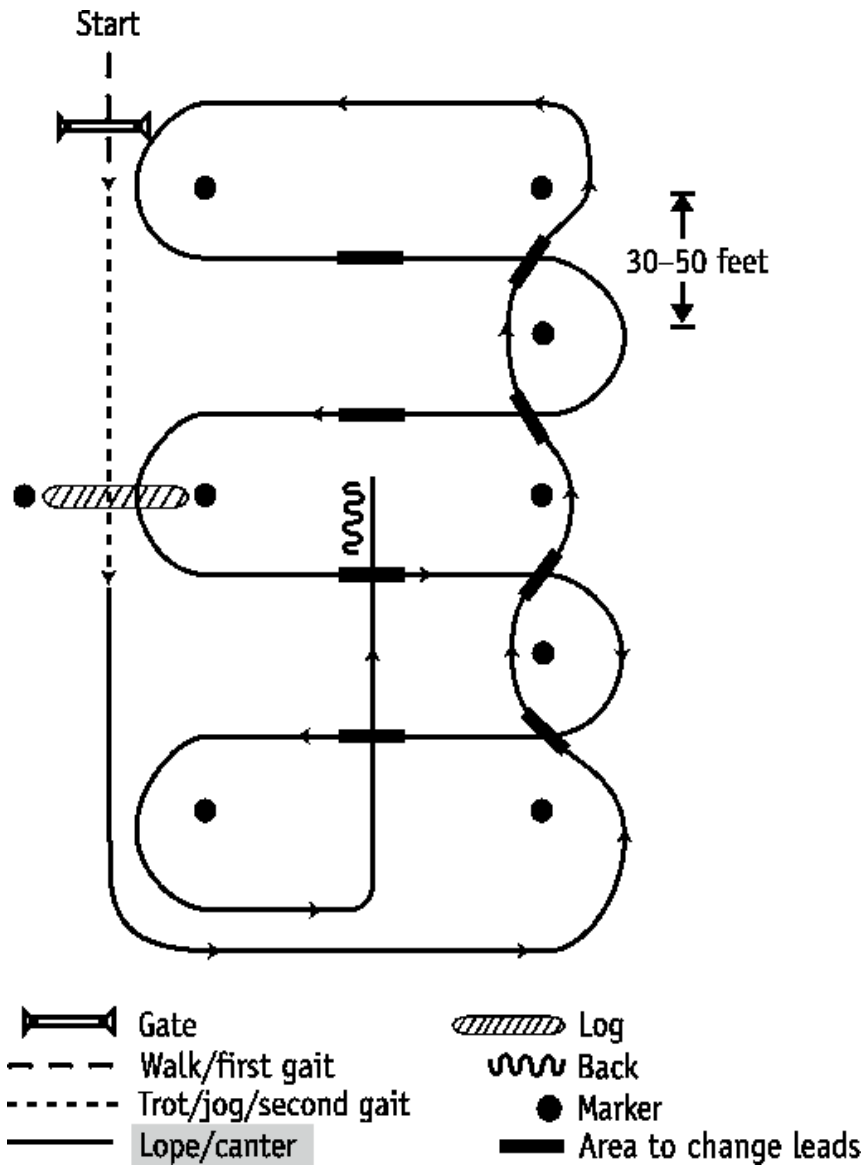 Start
30–50 feet
Gate
Walk/first gait
Trot/jog/second gait
Lope/canter
Log
Back
Marker
Area to change leads